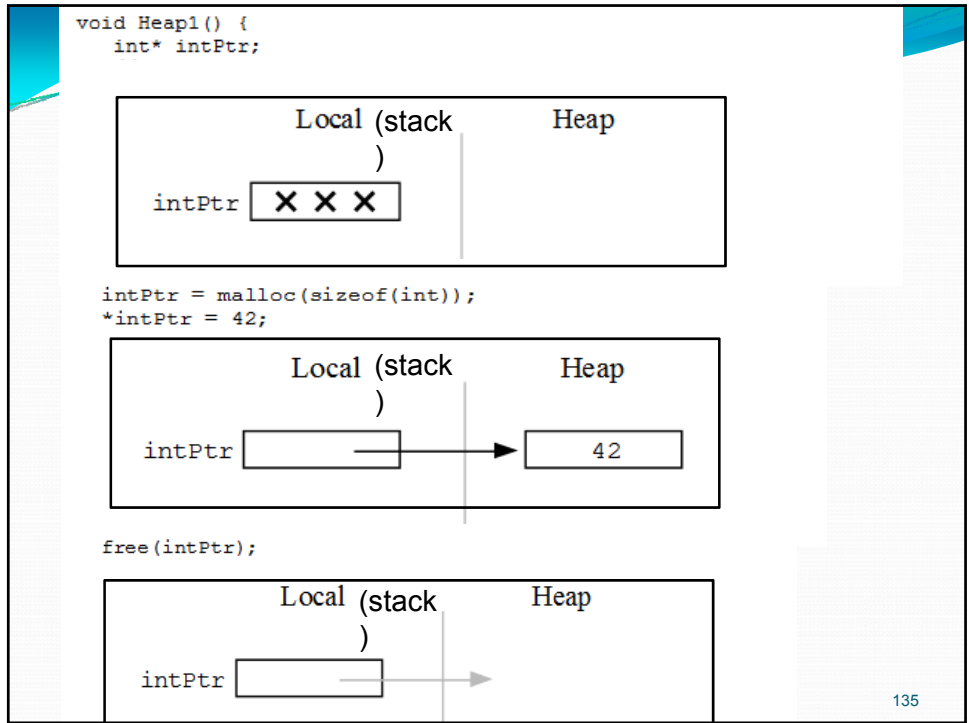 void Heap1() {
int* intPtr;
Local (stack Heap
)
intPtr XXX
intPtr = malloc(sizeof(int));
*intPtr = 42;
Local (stack Heap
)
intPtr 42
free(intPtr);
Local (stack Heap
)
intPtr
135